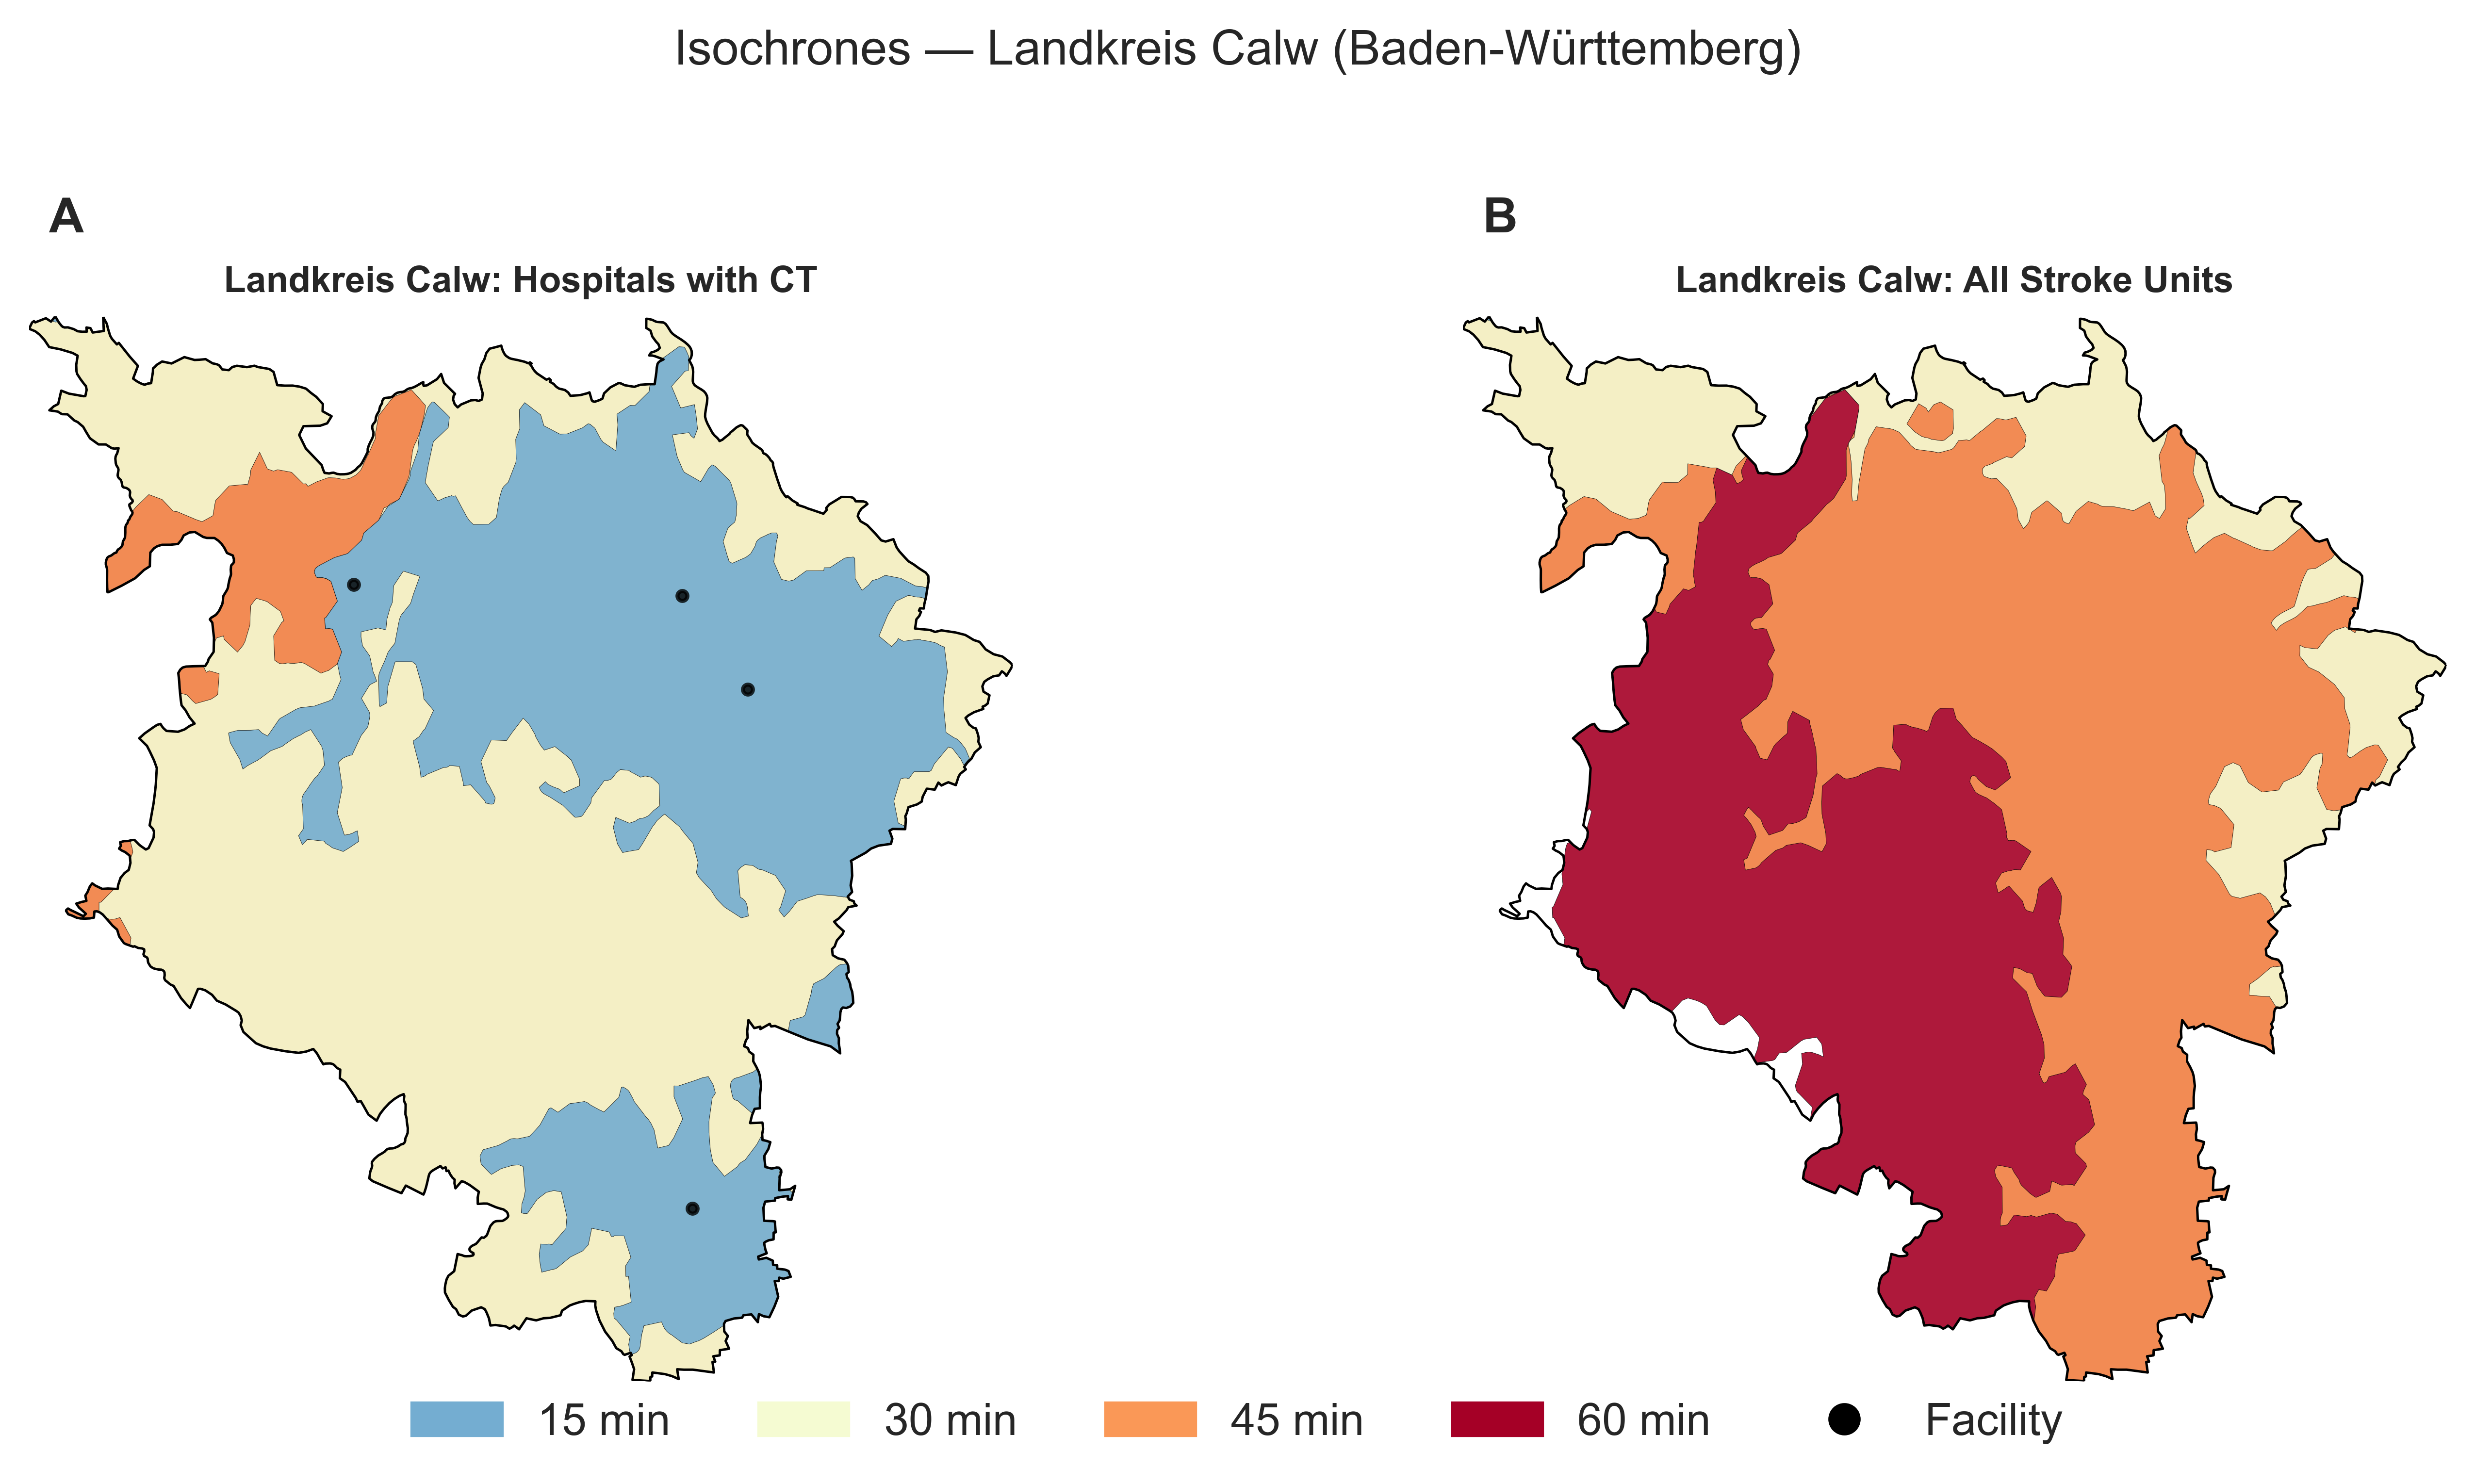 Isochrones — Landkreis Calw (Baden-Württemberg)
A
B
Landkreis Calw: Hospitals with CT
Landkreis Calw: All Stroke Units
15 min
30 min
45 min
60 min
Facility